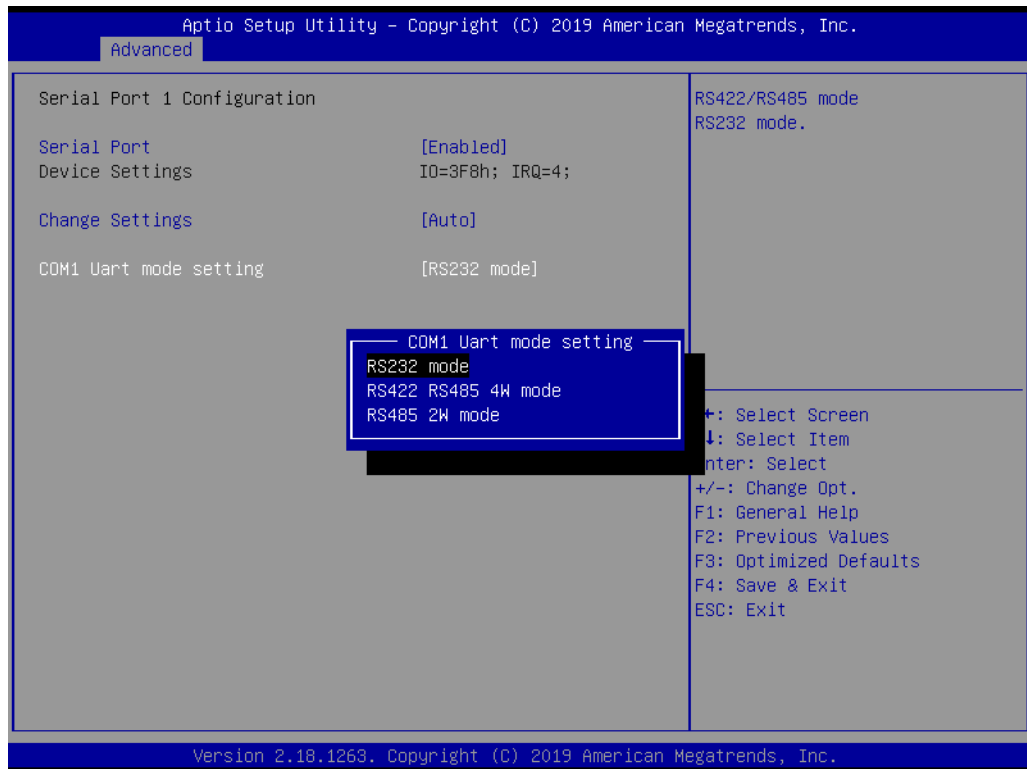 Aptio Setup Utility – Copyright (C) 2019 American Megatrends, Inc.
Advanced
Serial Port 1 Configuration
Serial Port [Enabled]
Device Settings IO=3F8h; IRQ=4;
Change Settings [Auto]
COM1 Uart mode setting [RS232 mode]
COM1 Uart mode setting
RS232 mode
RS422 RS485 4W mode
RS485 2W mode
RS422/RS485 mode
RS232 mode.
: Select Screen
: Select Item
nter: Select
+/-: Change Opt.
F1: General Help
F2: Previous Values
F3: Optimized Defaults
F4: Save & Exit
ESC: Exit
Version 2.18.1263. Copyright (C) 2019 American Megatrends, Inc.